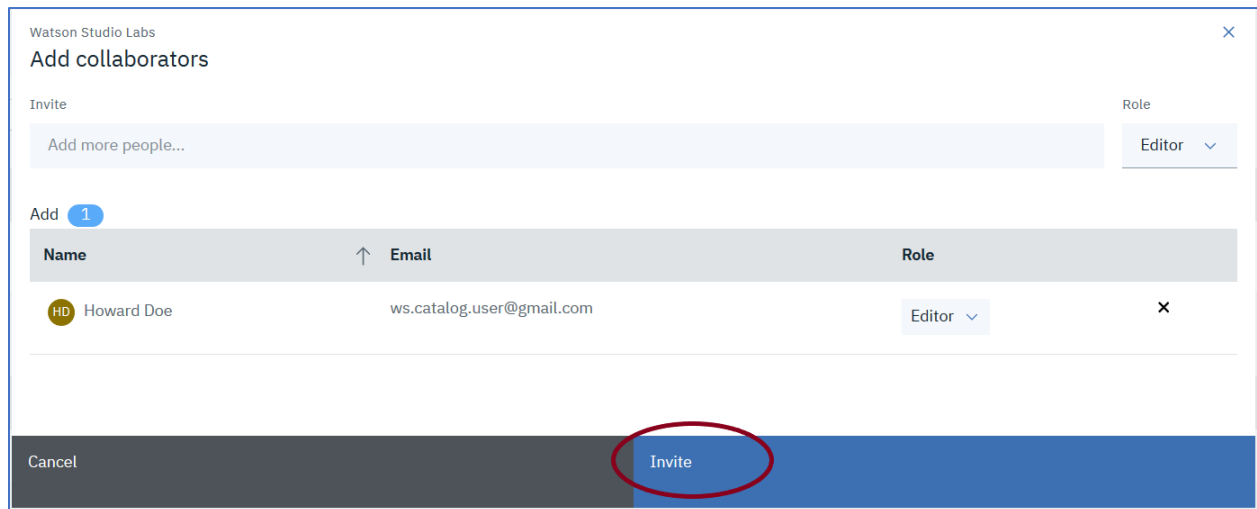 Watson Studio Labs
Add collaborators
Invite
Role
Add more people...
Editor
Add 1
Name Email Role
HD Howard Doe ws.catalog.user@gmail.com Editor
Cancel Invite